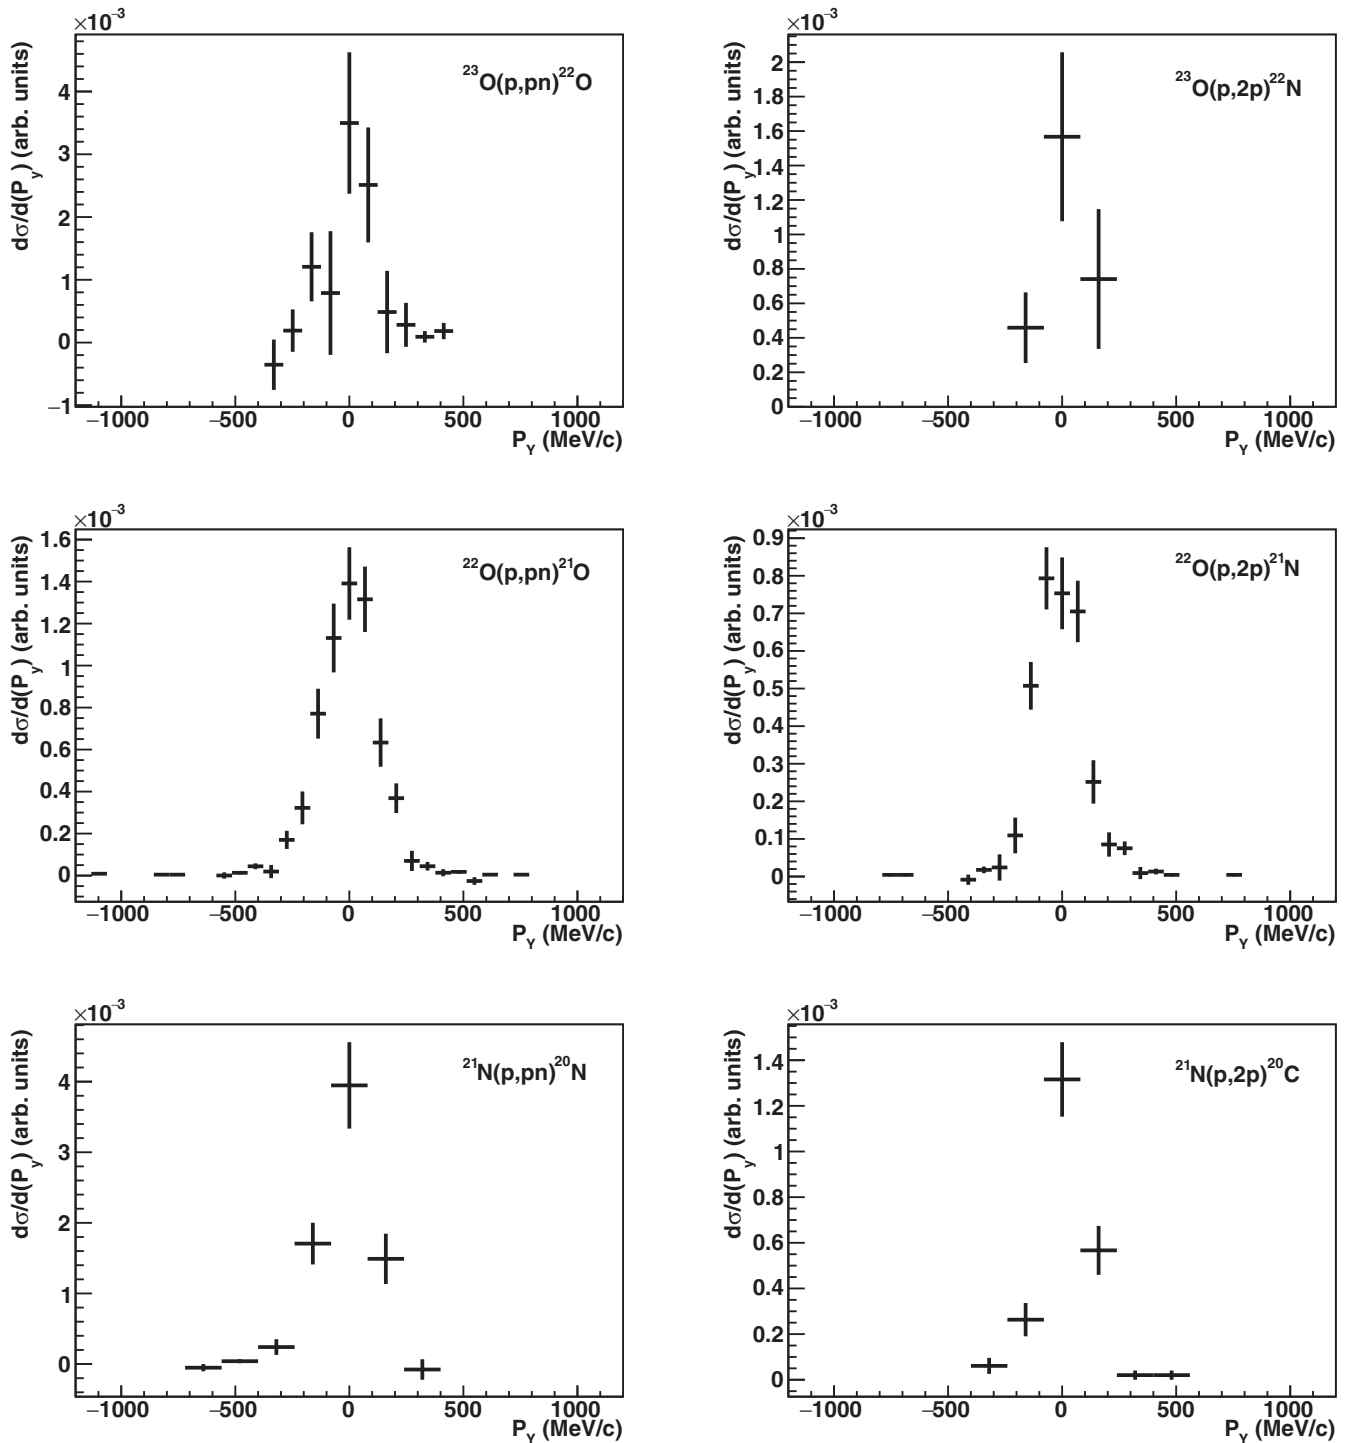 ×10⁻³
dσ/d(P_y) (arb. units)
²³O(p,pn)²²O
4
3
2
1
0
−1
−1000 −500 0 500 1000
P_Y (MeV/c)
×10⁻³
dσ/d(P_y) (arb. units)
²³O(p,2p)²²N
2
1.8
1.6
1.4
1.2
1
0.8
0.6
0.4
0.2
0
−1000 −500 0 500 1000
P_Y (MeV/c)
×10⁻³
dσ/d(P_y) (arb. units)
²²O(p,pn)²¹O
1.6
1.4
1.2
1
0.8
0.6
0.4
0.2
0
−1000 −500 0 500 1000
P_Y (MeV/c)
×10⁻³
dσ/d(P_y) (arb. units)
²²O(p,2p)²¹N
0.9
0.8
0.7
0.6
0.5
0.4
0.3
0.2
0.1
0
−1000 −500 0 500 1000
P_Y (MeV/c)
×10⁻³
dσ/d(P_y) (arb. units)
²¹N(p,pn)²⁰N
4
3
2
1
0
−1000 −500 0 500 1000
P_Y (MeV/c)
×10⁻³
dσ/d(P_y) (arb. units)
²¹N(p,2p)²⁰C
1.4
1.2
1
0.8
0.6
0.4
0.2
0
−1000 −500 0 500 1000
P_Y (MeV/c)